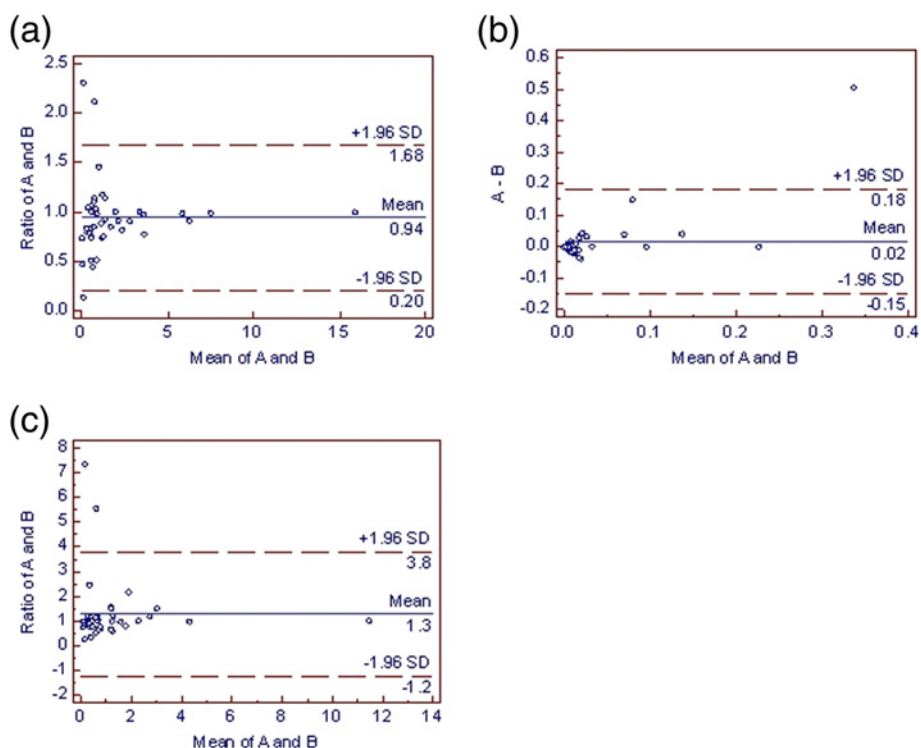 (a)
Ratio of A and B
2.5
2.0
1.5
1.0
0.5
0.0
+1.96 SD
1.68
Mean
0.94
-1.96 SD
0.20
0 5 10 15 20
Mean of A and B
(b)
A - B
0.6
0.5
0.4
0.3
0.2
0.1
0.0
-0.1
-0.2
+1.96 SD
0.18
Mean
0.02
-1.96 SD
-0.15
0.0 0.1 0.2 0.3 0.4
Mean of A and B
(c)
Ratio of A and B
8
7
6
5
4
3
2
1
0
-1
-2
+1.96 SD
3.8
Mean
1.3
-1.96 SD
-1.2
0 2 4 6 8 10 12 14
Mean of A and B